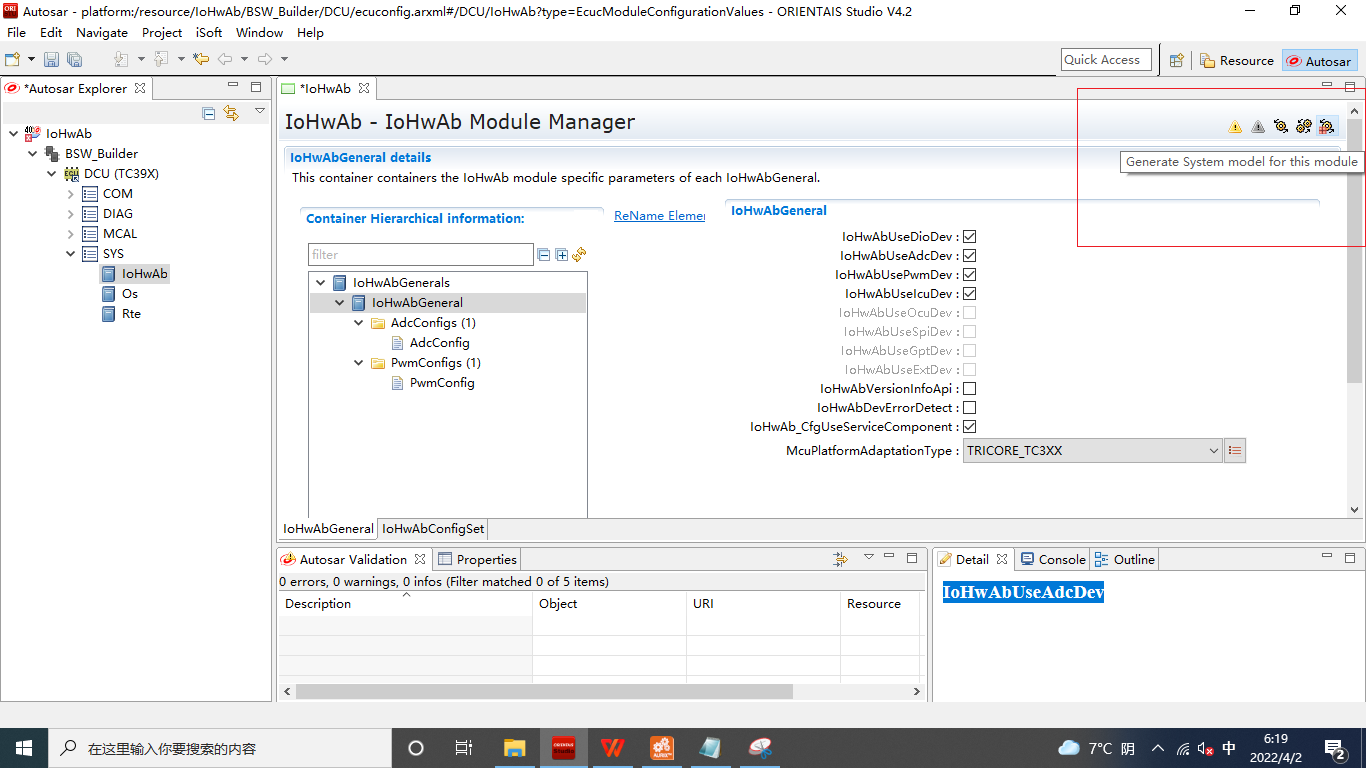 Autosar - platform:/resource/IoHwAb/BSW_Builder/DCU/ecuconfig.arxml#/DCU/IoHwAb?type=EcucModuleConfigurationValues - ORIENTAIS Studio V4.2
File Edit Navigate Project iSoft Window Help
Quick Access
Resource
Autosar
*Autosar Explorer
IoHwAb
BSW_Builder
DCU (TC39X)
COM
DIAG
MCAL
SYS
IoHwAb
Os
Rte
*IoHwAb
IoHwAb - IoHwAb Module Manager
Generate System model for this module
IoHwAbGeneral details
This container containers the IoHwAb module specific parameters of each IoHwAbGeneral.
Container Hierarchical information:
ReName Elemer
filter
IoHwAbGenerals
IoHwAbGeneral
AdcConfigs (1)
AdcConfig
PwmConfigs (1)
PwmConfig
IoHwAbGeneral
IoHwAbUseDioDev :
IoHwAbUseAdcDev :
IoHwAbUsePwmDev :
IoHwAbUseIcuDev :
IoHwAbUseOcuDev :
IoHwAbUseSpiDev :
IoHwAbUseGptDev :
IoHwAbUseExtDev :
IoHwAbVersionInfoApi :
IoHwAbDevErrorDetect :
IoHwAb_CfgUseServiceComponent :
McuPlatformAdaptationType : TRICORE_TC3XX
IoHwAbGeneral IoHwAbConfigSet
Autosar Validation Properties
0 errors, 0 warnings, 0 infos (Filter matched 0 of 5 items)
Description Object URI Resource
Detail Console Outline
IoHwAbUseAdcDev
在这里输入你要搜索的内容
7°C 阴
中
6:19
2022/4/2
2